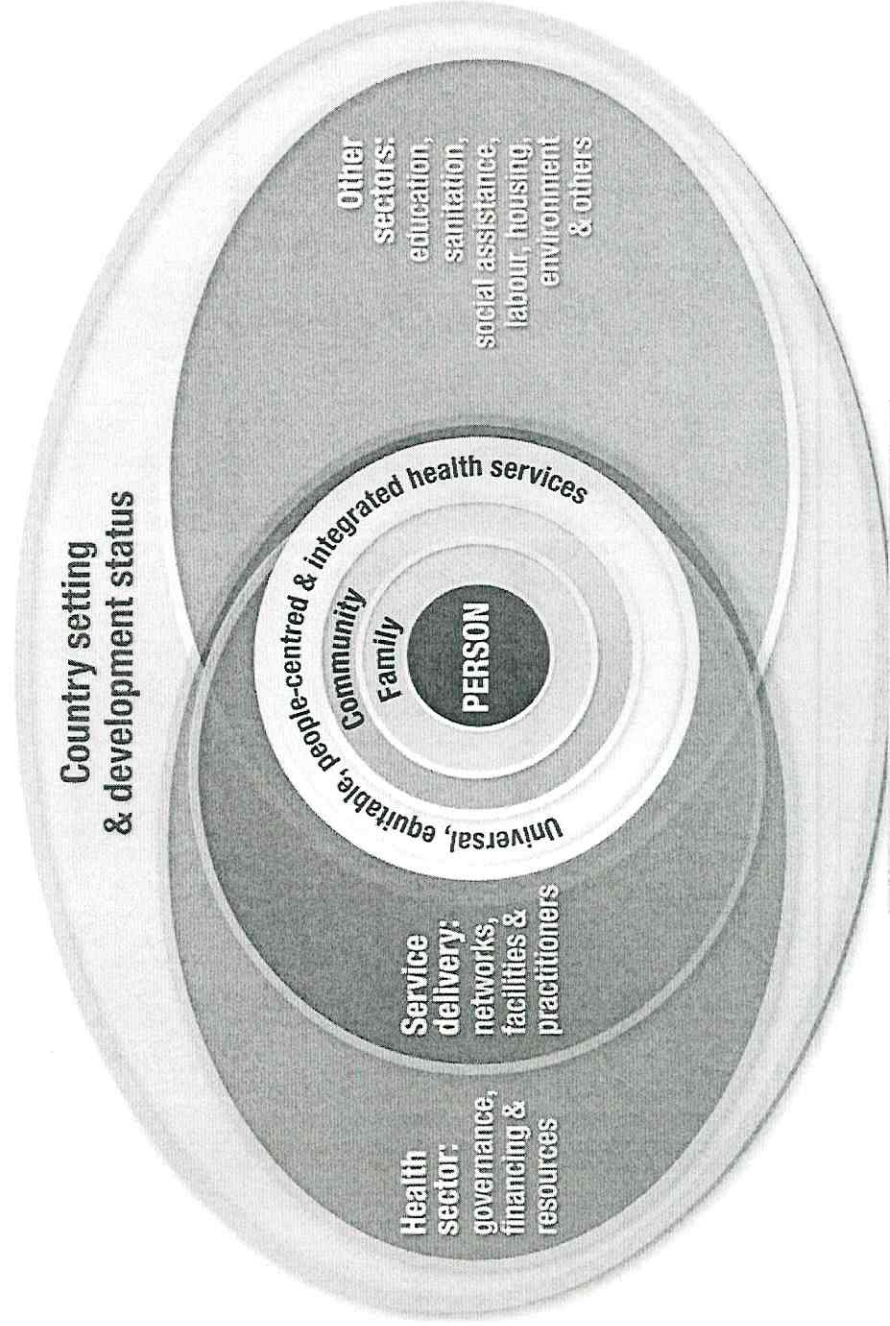 Country setting
& development status
Health
sector:
governance,
financing &
resources
Service
delivery:
networks,
facilities &
practitioners
Universal, equitable, people-centred & integrated health services
Community
Family
PERSON
Other
sectors:
education,
sanitation,
social assistance,
labour, housing,
environment
& others